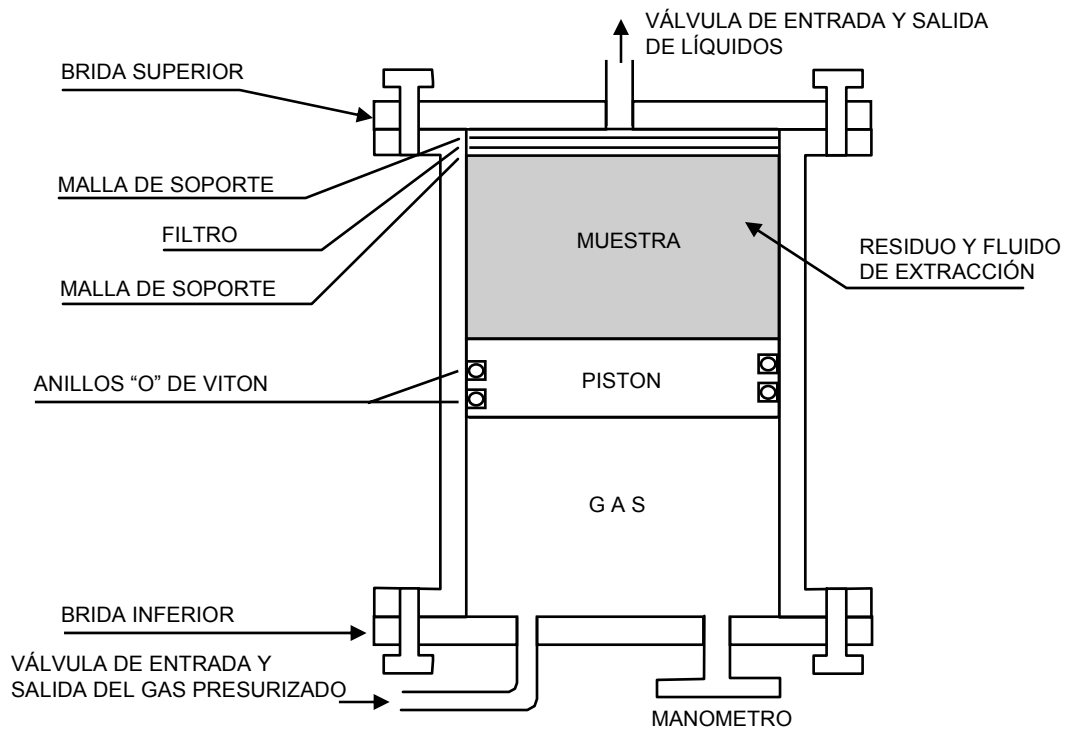 VÁLVULA DE ENTRADA Y SALIDA
DE LÍQUIDOS
BRIDA SUPERIOR
MALLA DE SOPORTE
FILTRO
MALLA DE SOPORTE
MUESTRA
RESIDUO Y FLUIDO
DE EXTRACCIÓN
ANILLOS “O” DE VITON
PISTON
G A S
BRIDA INFERIOR
VÁLVULA DE ENTRADA Y
SALIDA DEL GAS PRESURIZADO
MANOMETRO